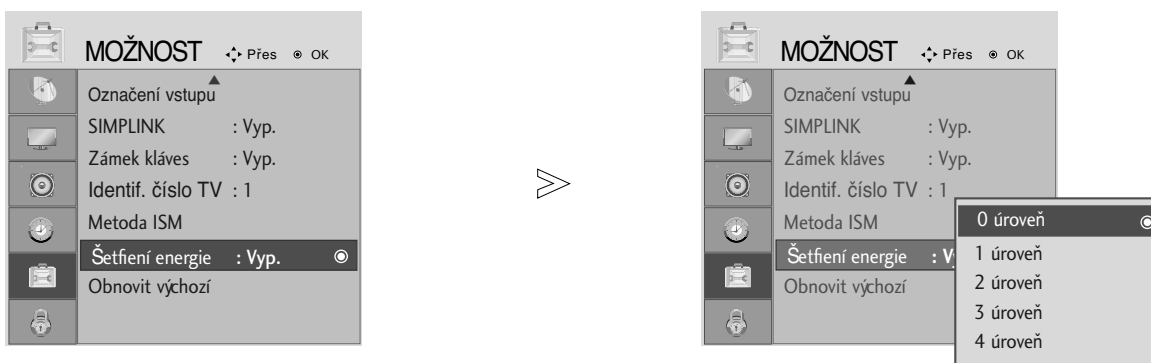 MOŽNOST Přes OK
Označení vstupu
SIMPLINK : Vyp.
Zámek kláves : Vyp.
Identif. číslo TV : 1
Metoda ISM
Šetfiení energie : Vyp.
Obnovit výchozí
MOŽNOST Přes OK
Označení vstupu
SIMPLINK : Vyp.
Zámek kláves : Vyp.
Identif. číslo TV : 1
Metoda ISM
Šetfiení energie : V
Obnovit výchozí
0 úroveň
1 úroveň
2 úroveň
3 úroveň
4 úroveň